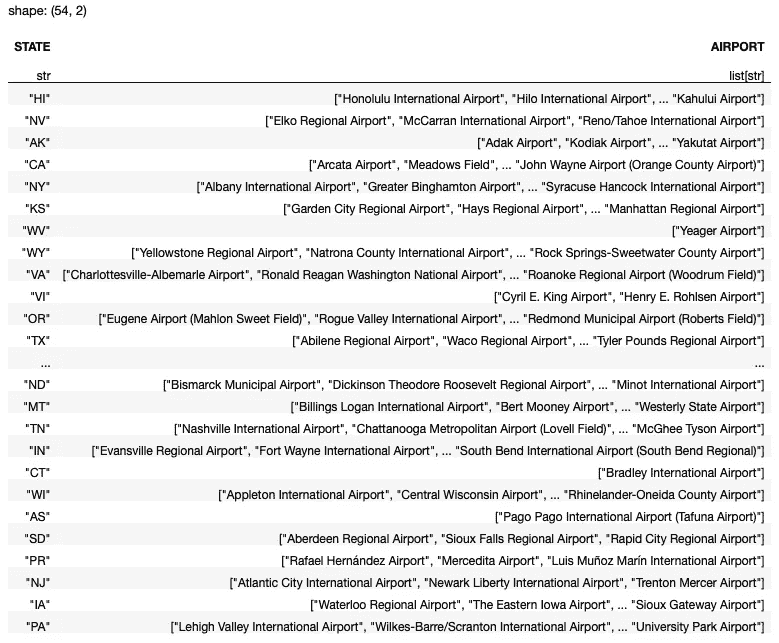 shape: (54, 2)
STATE AIRPORT
str list[str]
"HI" ["Honolulu International Airport", "Hilo International Airport", ... "Kahului Airport"]
"NV" ["Elko Regional Airport", "McCarran International Airport", "Reno/Tahoe International Airport"]
"AK" ["Adak Airport", "Kodiak Airport", ... "Yakutat Airport"]
"CA" ["Arcata Airport", "Meadows Field", ... "John Wayne Airport (Orange County Airport)"]
"NY" ["Albany International Airport", "Greater Binghamton Airport", ... "Syracuse Hancock International Airport"]
"KS" ["Garden City Regional Airport", "Hays Regional Airport", ... "Manhattan Regional Airport"]
"WV" ["Yeager Airport"]
"WY" ["Yellowstone Regional Airport", "Natrona County International Airport", ... "Rock Springs-Sweetwater County Airport"]
"VA" ["Charlottesville-Albemarle Airport", "Ronald Reagan Washington National Airport", ... "Roanoke Regional Airport (Woodrum Field)"]
"VI" ["Cyril E. King Airport", "Henry E. Rohlsen Airport"]
"OR" ["Eugene Airport (Mahlon Sweet Field)", "Rogue Valley International Airport", ... "Redmond Municipal Airport (Roberts Field)"]
"TX" ["Abilene Regional Airport", "Waco Regional Airport", ... "Tyler Pounds Regional Airport"]
... ...
"ND" ["Bismarck Municipal Airport", "Dickinson Theodore Roosevelt Regional Airport", ... "Minot International Airport"]
"MT" ["Billings Logan International Airport", "Bert Mooney Airport", ... "Westerly State Airport"]
"TN" ["Nashville International Airport", "Chattanooga Metropolitan Airport (Lovell Field)", ... "McGhee Tyson Airport"]
"IN" ["Evansville Regional Airport", "Fort Wayne International Airport", ... "South Bend International Airport (South Bend Regional)"]
"CT" ["Bradley International Airport"]
"WI" ["Appleton International Airport", "Central Wisconsin Airport", ... "Rhinelander-Oneida County Airport"]
"AS" ["Pago Pago International Airport (Tafuna Airport)"]
"SD" ["Aberdeen Regional Airport", "Sioux Falls Regional Airport", "Rapid City Regional Airport"]
"PR" ["Rafael Hernández Airport", "Mercedita Airport", "Luis Muñoz Marín International Airport"]
"NJ" ["Atlantic City International Airport", "Newark Liberty International Airport", "Trenton Mercer Airport"]
"IA" ["Waterloo Regional Airport", "The Eastern Iowa Airport", ... "Sioux Gateway Airport"]
"PA" ["Lehigh Valley International Airport", "Wilkes-Barre/Scranton International Airport", ... "University Park Airport"]